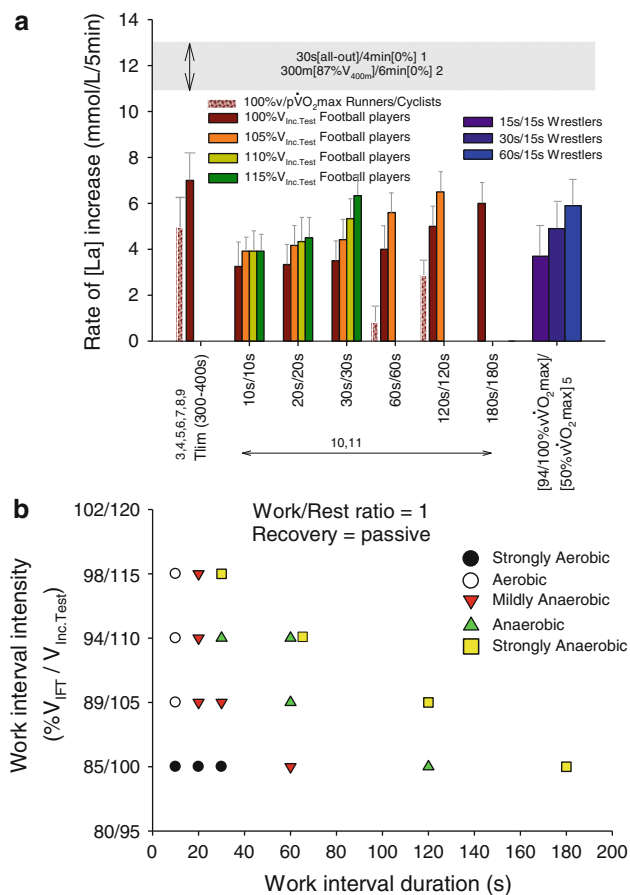 a
Rate of [La] increase (mmol/L/5min)
14
12
10
8
6
4
2
0
30s[all-out]/4min[0%] 1
300m[87%V400m]/6min[0%] 2
100%v/pV̇O2max Runners/Cyclists
100%VInc.Test Football players
105%VInc.Test Football players
110%VInc.Test Football players
115%VInc.Test Football players
15s/15s Wrestlers
30s/15s Wrestlers
60s/15s Wrestlers
3,4,5,6,7,8,9
Tlim (300-400s)
10s/10s
20s/20s
30s/30s
60s/60s
120s/120s
180s/180s
[94/100%vV̇O2max]/
[50%vV̇O2max] 5
10,11
b
Work interval intensity
(%VIFT / VInc.Test)
102/120
98/115
94/110
89/105
85/100
80/95
Work/Rest ratio = 1
Recovery = passive
Strongly Aerobic
Aerobic
Mildly Anaerobic
Anaerobic
Strongly Anaerobic
0 20 40 60 80 100 120 140 160 180 200
Work interval duration (s)